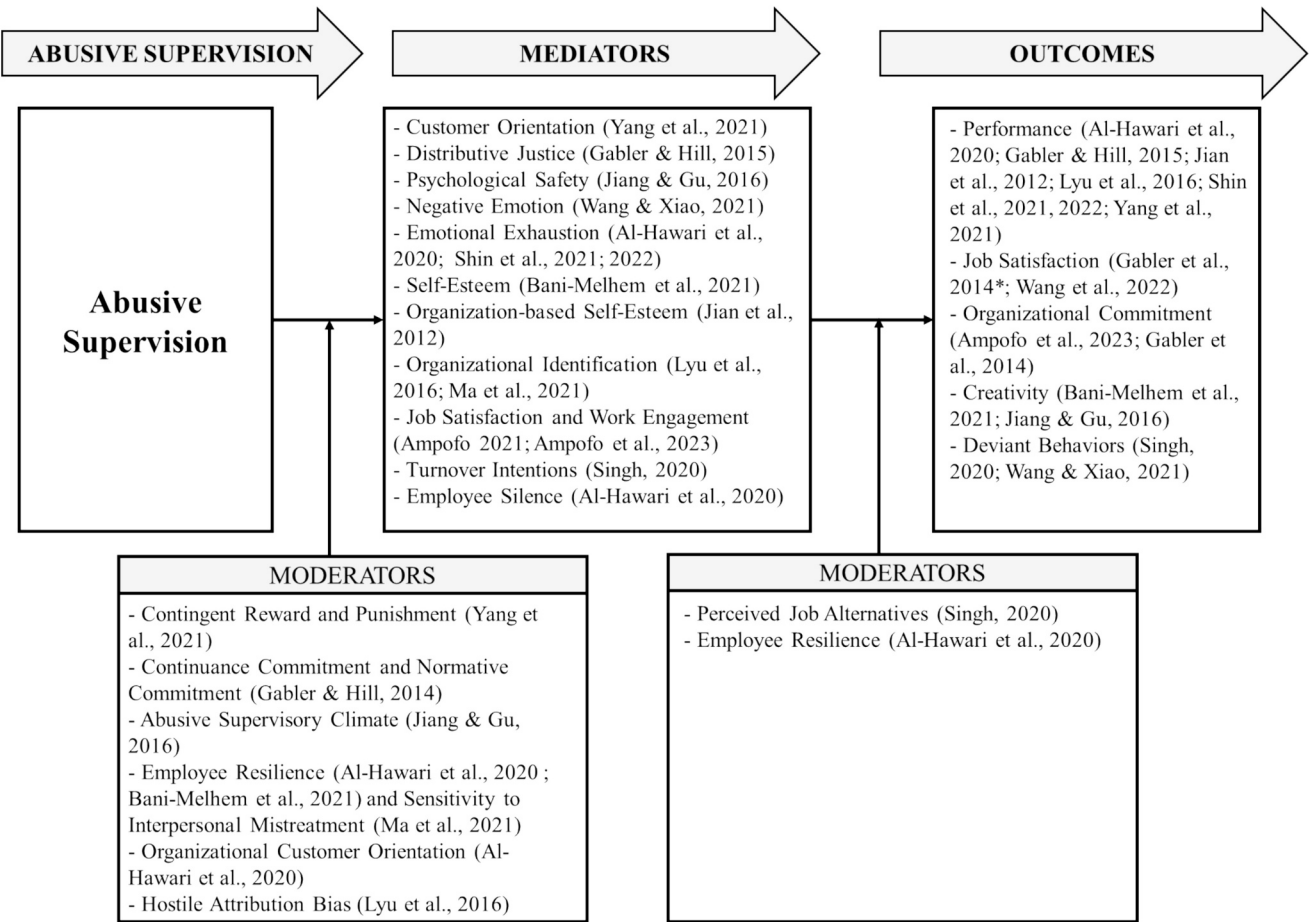 ABUSIVE SUPERVISION
MEDIATORS
OUTCOMES
Abusive
Supervision
- Customer Orientation (Yang et al., 2021)
- Distributive Justice (Gabler & Hill, 2015)
- Psychological Safety (Jiang & Gu, 2016)
- Negative Emotion (Wang & Xiao, 2021)
- Emotional Exhaustion (Al-Hawari et al.,
2020; Shin et al., 2021; 2022)
- Self-Esteem (Bani-Melhem et al., 2021)
- Organization-based Self-Esteem (Jian et al.,
2012)
- Organizational Identification (Lyu et al.,
2016; Ma et al., 2021)
- Job Satisfaction and Work Engagement
(Ampofo 2021; Ampofo et al., 2023)
- Turnover Intentions (Singh, 2020)
- Employee Silence (Al-Hawari et al., 2020)
- Performance (Al-Hawari et al.,
2020; Gabler & Hill, 2015; Jian
et al., 2012; Lyu et al., 2016; Shin
et al., 2021, 2022; Yang et al.,
2021)
- Job Satisfaction (Gabler et al.,
2014*; Wang et al., 2022)
- Organizational Commitment
(Ampofo et al., 2023; Gabler et
al., 2014)
- Creativity (Bani-Melhem et al.,
2021; Jiang & Gu, 2016)
- Deviant Behaviors (Singh,
2020; Wang & Xiao, 2021)
MODERATORS
- Contingent Reward and Punishment (Yang et
al., 2021)
- Continuance Commitment and Normative
Commitment (Gabler & Hill, 2014)
- Abusive Supervisory Climate (Jiang & Gu,
2016)
- Employee Resilience (Al-Hawari et al., 2020 ;
Bani-Melhem et al., 2021) and Sensitivity to
Interpersonal Mistreatment (Ma et al., 2021)
- Organizational Customer Orientation (Al-
Hawari et al., 2020)
- Hostile Attribution Bias (Lyu et al., 2016)
MODERATORS
- Perceived Job Alternatives (Singh, 2020)
- Employee Resilience (Al-Hawari et al., 2020)